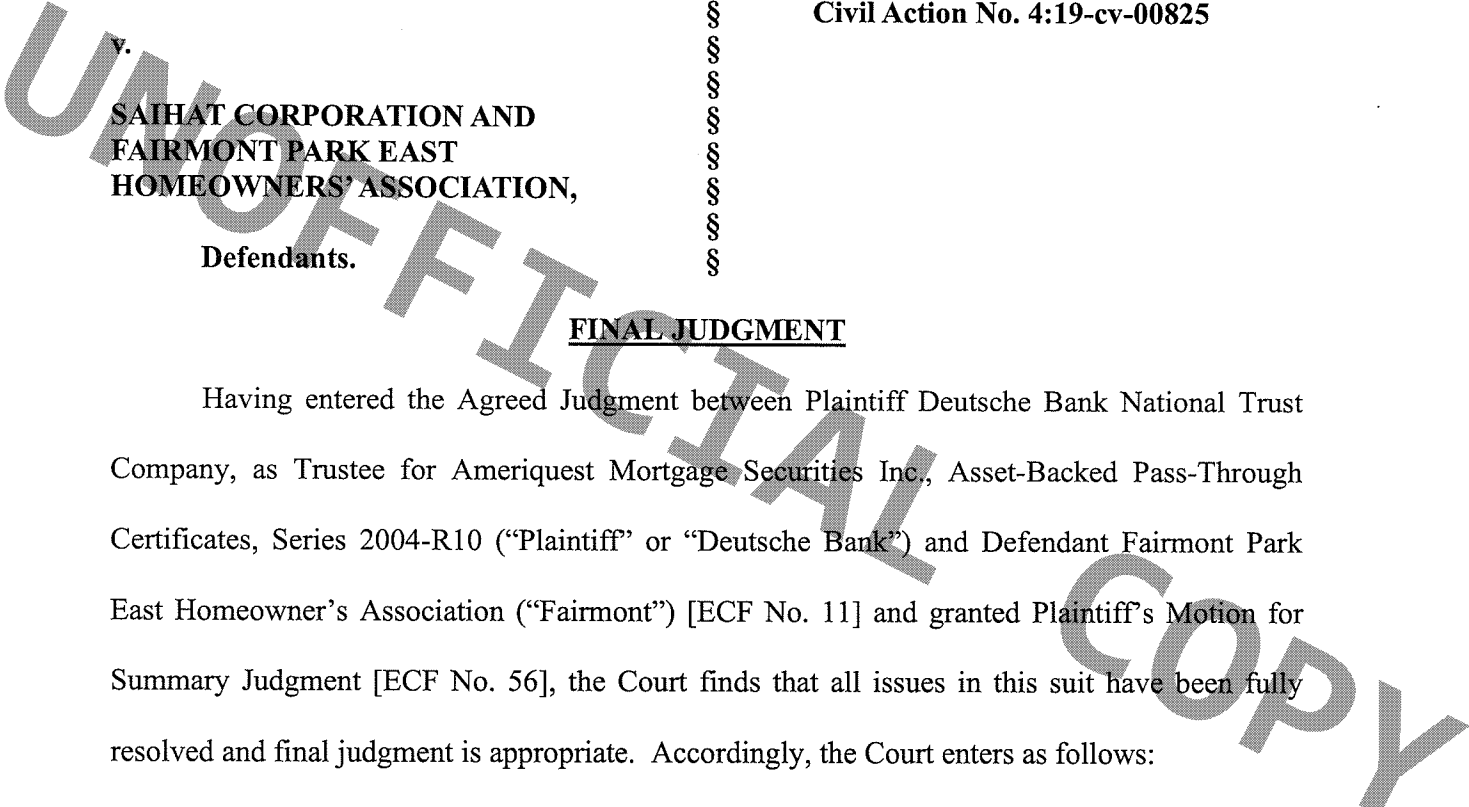 § Civil Action No. 4:19-cv-00825
v. §
§
SAIHAT CORPORATION AND §
FAIRMONT PARK EAST §
HOMEOWNERS’ ASSOCIATION, §
§
Defendants. §
FINAL JUDGMENT
Having entered the Agreed Judgment between Plaintiff Deutsche Bank National Trust
Company, as Trustee for Ameriquest Mortgage Securities Inc., Asset-Backed Pass-Through
Certificates, Series 2004-R10 (“Plaintiff” or “Deutsche Bank”) and Defendant Fairmont Park
East Homeowner’s Association (“Fairmont”) [ECF No. 11] and granted Plaintiff’s Motion for
Summary Judgment [ECF No. 56], the Court finds that all issues in this suit have been fully
resolved and final judgment is appropriate. Accordingly, the Court enters as follows:
UNOFFICIAL COPY